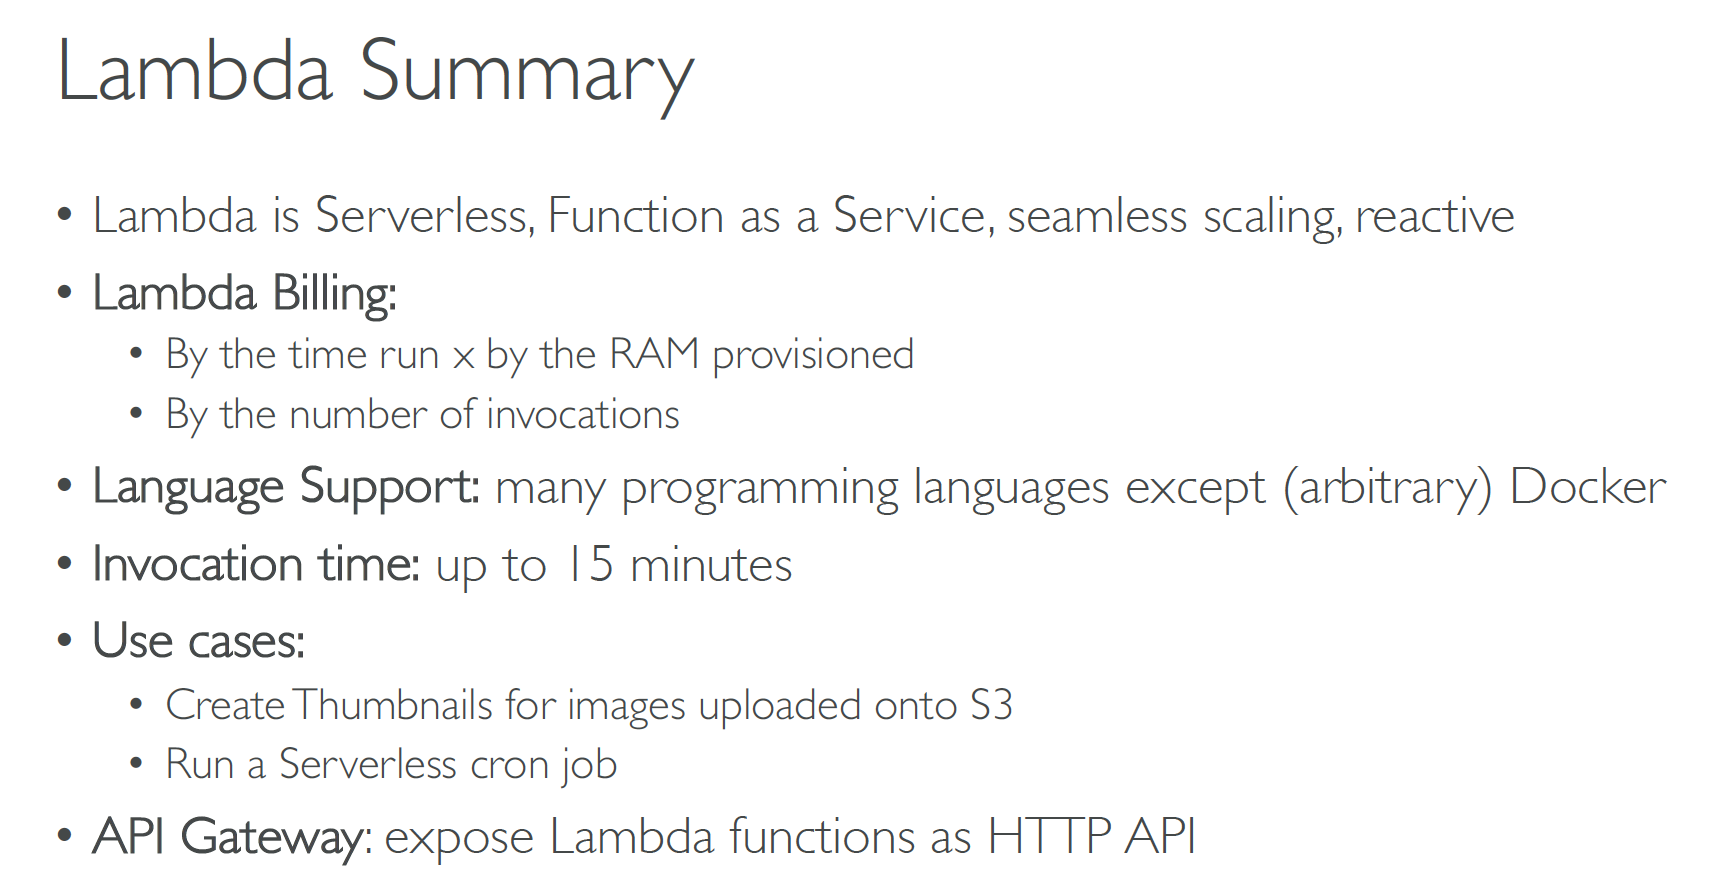 Lambda Summary
• Lambda is Serverless, Function as a Service, seamless scaling, reactive
• Lambda Billing:
• By the time run x by the RAM provisioned
• By the number of invocations
• Language Support: many programming languages except (arbitrary) Docker
• Invocation time: up to 15 minutes
• Use cases:
• Create Thumbnails for images uploaded onto S3
• Run a Serverless cron job
• API Gateway: expose Lambda functions as HTTP API